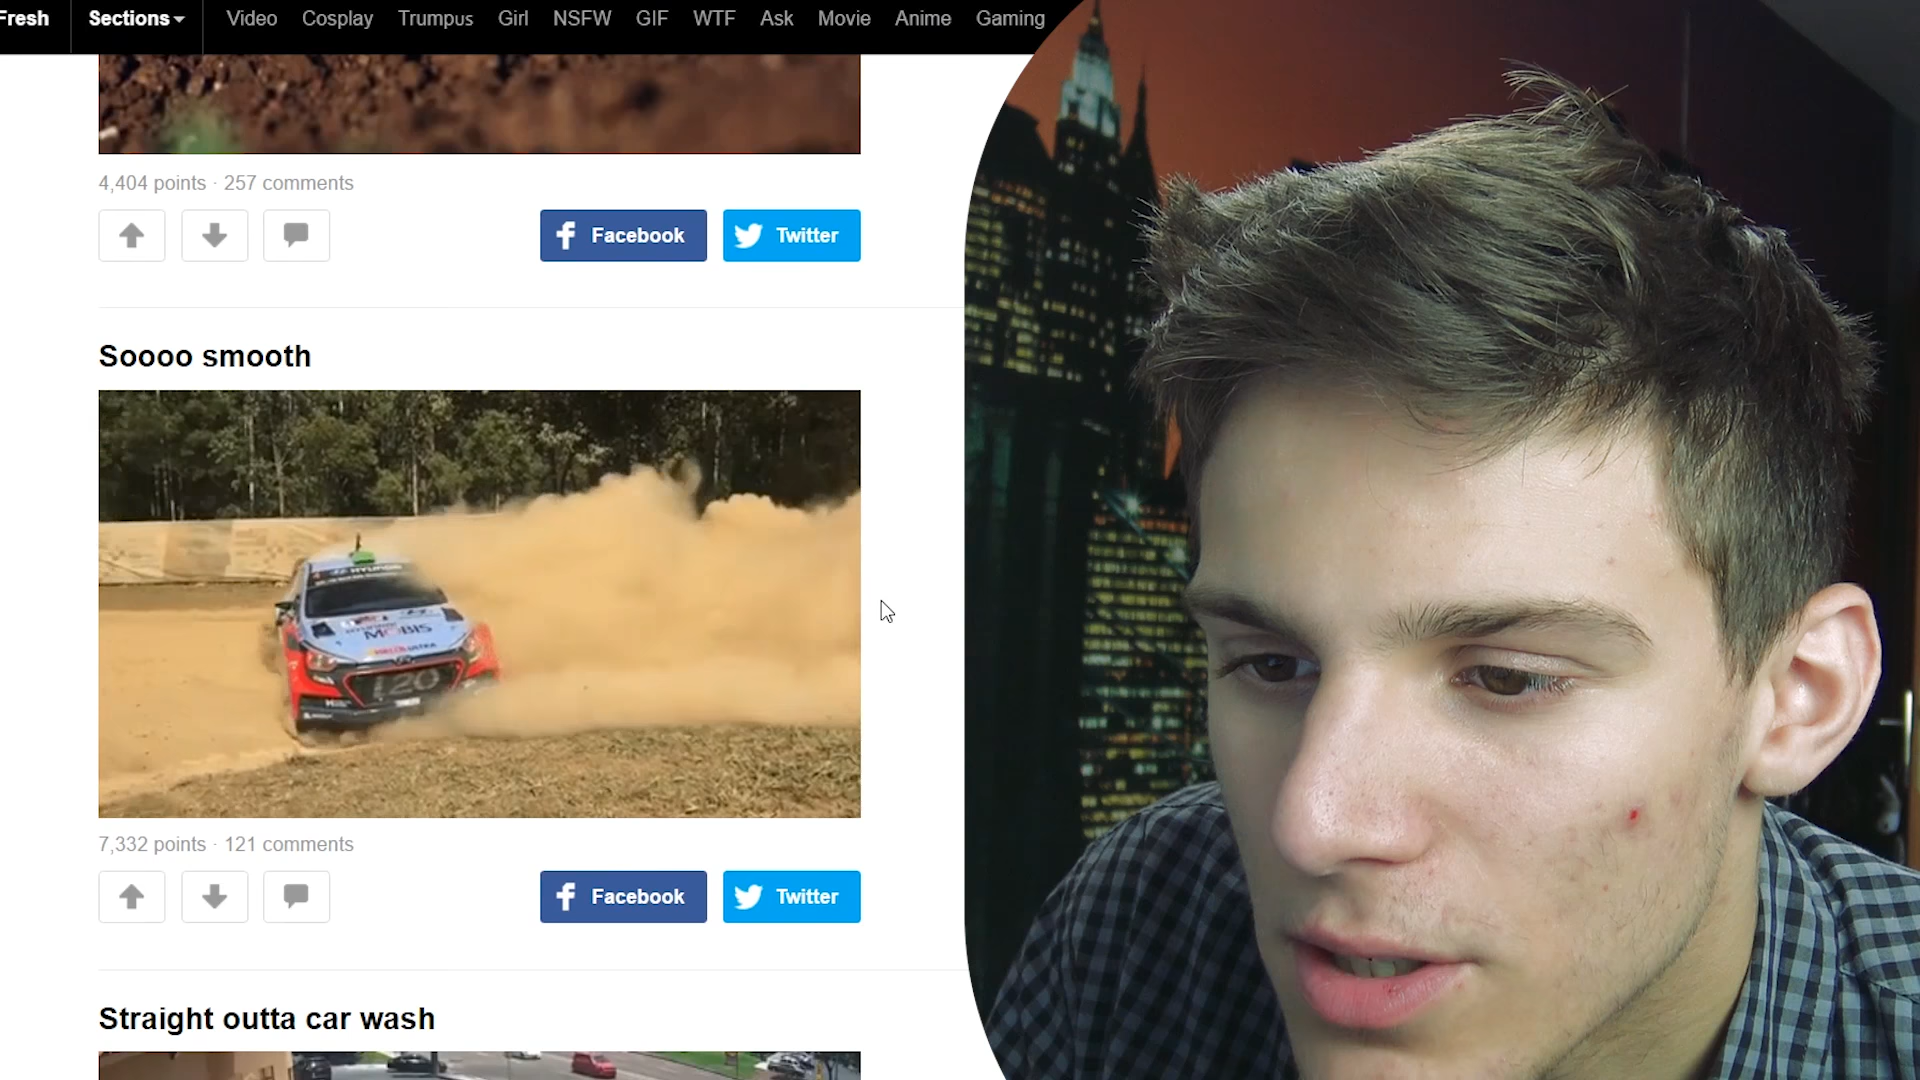 Fresh Sections Video Cosplay Trumpus Girl NSFW GIF WTF Ask Movie Anime Gaming
4,404 points · 257 comments
Facebook Twitter
Soooo smooth
HYUNDAI
MOBIS
i20
7,332 points · 121 comments
Facebook Twitter
Straight outta car wash